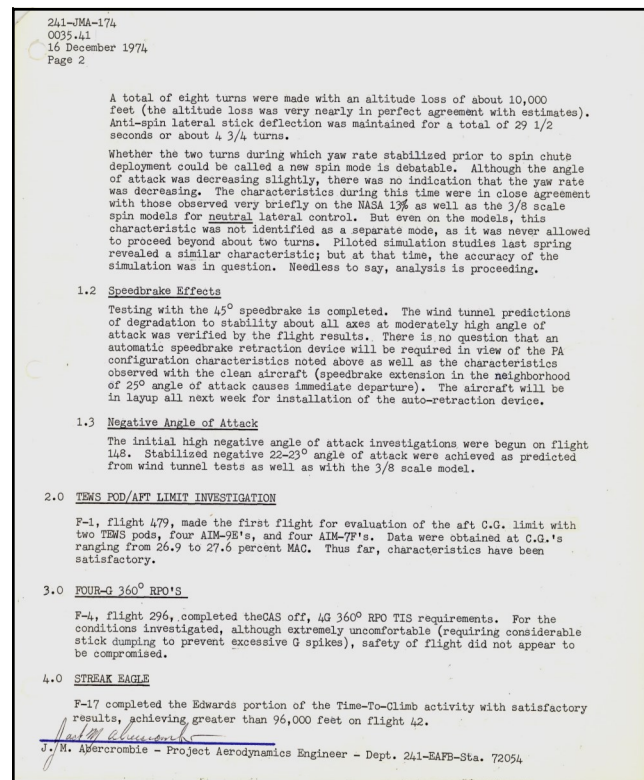 241-JMA-174
0035.41
16 December 1974
Page 2
A total of eight turns were made with an altitude loss of about 10,000
feet (the altitude loss was very nearly in perfect agreement with estimates).
Anti-spin lateral stick deflection was maintained for a total of 29 1/2
seconds or about 4 3/4 turns.
Whether the two turns during which yaw rate stabilized prior to spin chute
deployment could be called a new spin mode is debatable. Although the angle
of attack was decreasing slightly, there was no indication that the yaw rate
was decreasing. The characteristics during this time were in close agreement
with those observed very briefly on the NASA 13% as well as the 3/8 scale
spin models for neutral lateral control. But even on the models, this
characteristic was not identified as a separate mode, as it was never allowed
to proceed beyond about two turns. Piloted simulation studies last spring
revealed a similar characteristic; but at that time, the accuracy of the
simulation was in question. Needless to say, analysis is proceeding.
1.2 Speedbrake Effects
Testing with the 45° speedbrake is completed. The wind tunnel predictions
of degradation to stability about all axes at moderately high angle of
attack was verified by the flight results. There is no question that an
automatic speedbrake retraction device will be required in view of the PA
configuration characteristics noted above as well as the characteristics
observed with the clean aircraft (speedbrake extension in the neighborhood
of 25° angle of attack causes immediate departure). The aircraft will be
in layup all next week for installation of the auto-retraction device.
1.3 Negative Angle of Attack
The initial high negative angle of attack investigations were begun on flight
148. Stabilized negative 22-23° angle of attack were achieved as predicted
from wind tunnel tests as well as with the 3/8 scale model.
2.0 TEWS POD/AFT LIMIT INVESTIGATION
F-1, flight 479, made the first flight for evaluation of the aft C.G. limit with
two TEWS pods, four AIM-9E's, and four AIM-7F's. Data were obtained at C.G.'s
ranging from 26.9 to 27.6 percent MAC. Thus far, characteristics have been
satisfactory.
3.0 FOUR-G 360° RPO'S
F-4, flight 296, completed theCAS off, 4G 360° RPO TIS requirements. For the
conditions investigated, although extremely uncomfortable (requiring considerable
stick dumping to prevent excessive G spikes), safety of flight did not appear to
be compromised.
4.0 STREAK EAGLE
F-17 completed the Edwards portion of the Time-To-Climb activity with satisfactory
results, achieving greater than 96,000 feet on flight 42.
J. M. Abercrombie - Project Aerodynamics Engineer - Dept. 241-EAFB-Sta. 72054